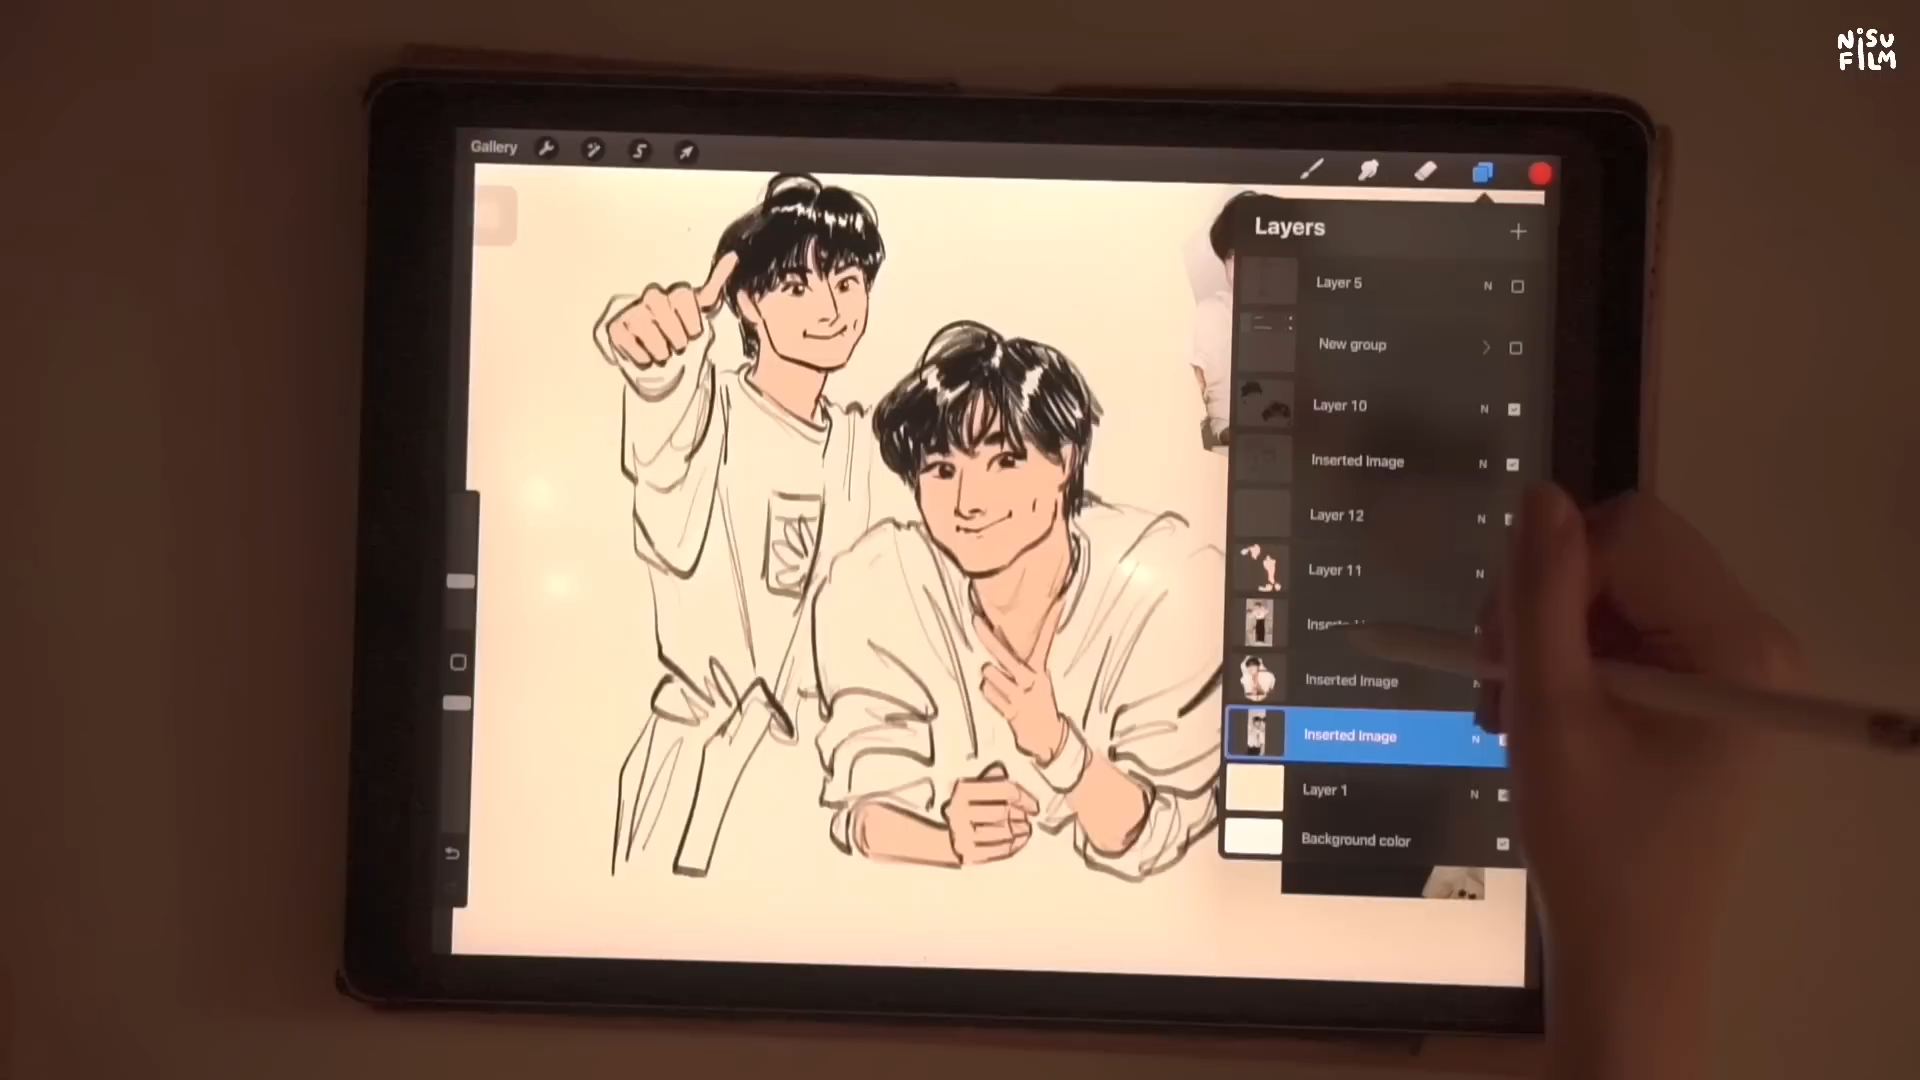 NiSU
FILM
Gallery
Layers
Layer 5 N
New group
Layer 10 N
Inserted Image N
Layer 12 N
Layer 11 N
Inserted Image N
Inserted Image N
Layer 1 N
Background color